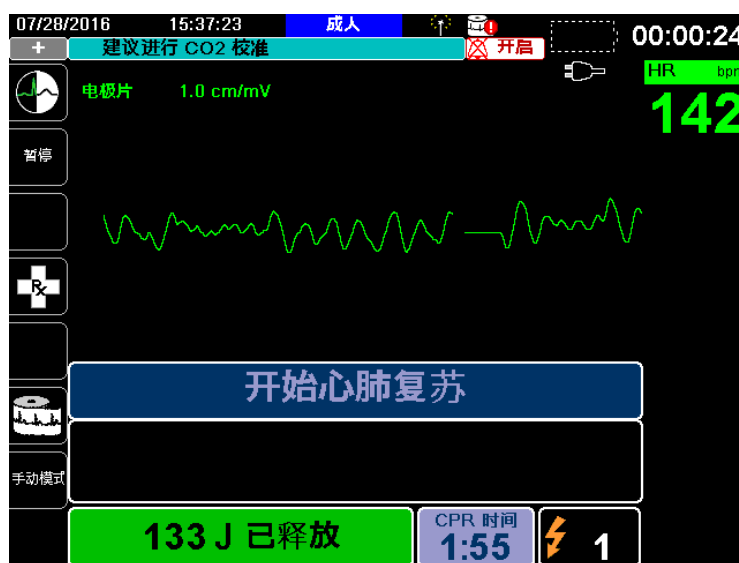 07/28/2016 15:37:23 成人
00:00:24
+ 建议进行 CO2 校准 开启
电极片 1.0 cm/mV
HR bpm
142
暂停
Rx
开始心肺复苏
手动模式
133 J 已释放
CPR 时间
1:55
1